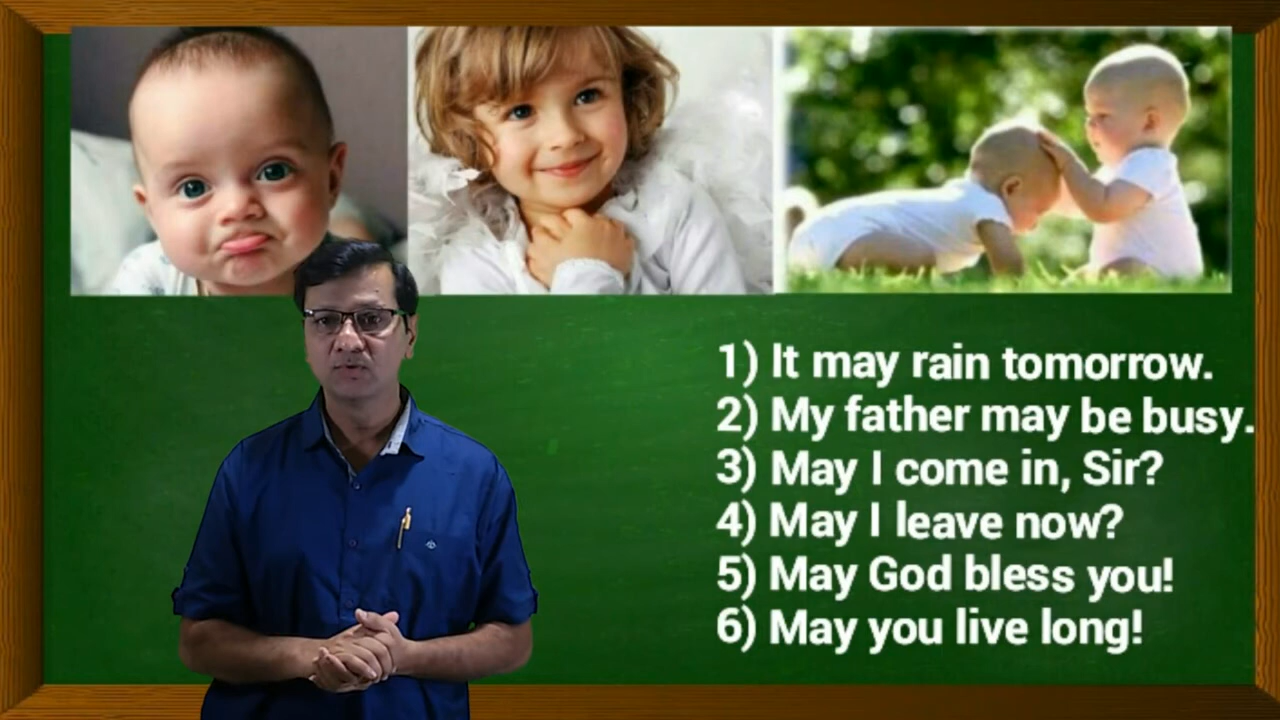 1) It may rain tomorrow.
2) My father may be busy.
3) May I come in, Sir?
4) May I leave now?
5) May God bless you!
6) May you live long!